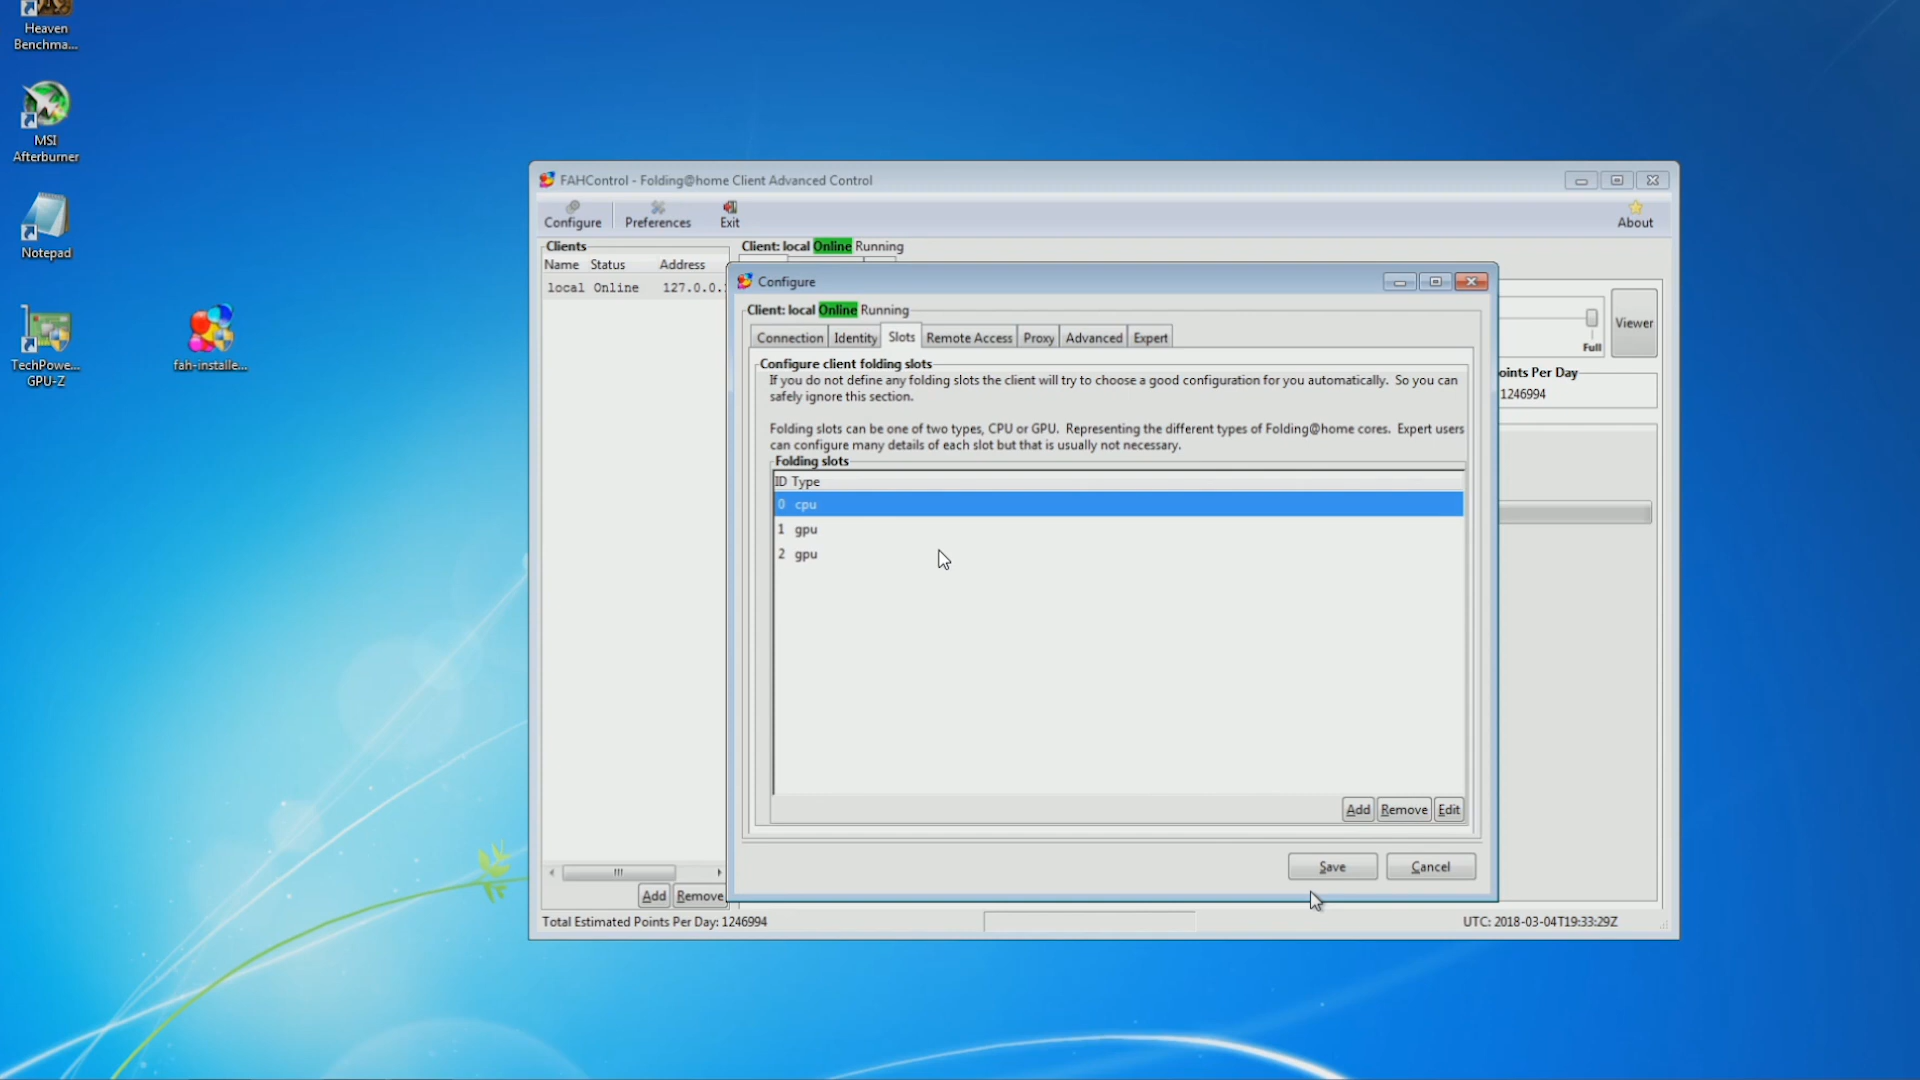 Heaven
Benchma...
MSI
Afterburner
Notepad
TechPowe...
GPU-Z
fah-installe...
FAHControl - Folding@home Client Advanced Control
Configure
Preferences
Exit
About
Clients
Name Status Address
local Online 127.0.0.
Client: local Online Running
Viewer
Full
oints Per Day
1246994
Configure
Client: local Online Running
Connection Identity Slots Remote Access Proxy Advanced Expert
Configure client folding slots
If you do not define any folding slots the client will try to choose a good configuration for you automatically. So you can
safely ignore this section.
Folding slots can be one of two types, CPU or GPU. Representing the different types of Folding@home cores. Expert users
can configure many details of each slot but that is usually not necessary.
Folding slots
ID Type
0 cpu
1 gpu
2 gpu
Add Remove Edit
Save Cancel
Add Remove
Total Estimated Points Per Day: 1246994
UTC: 2018-03-04T19:33:29Z